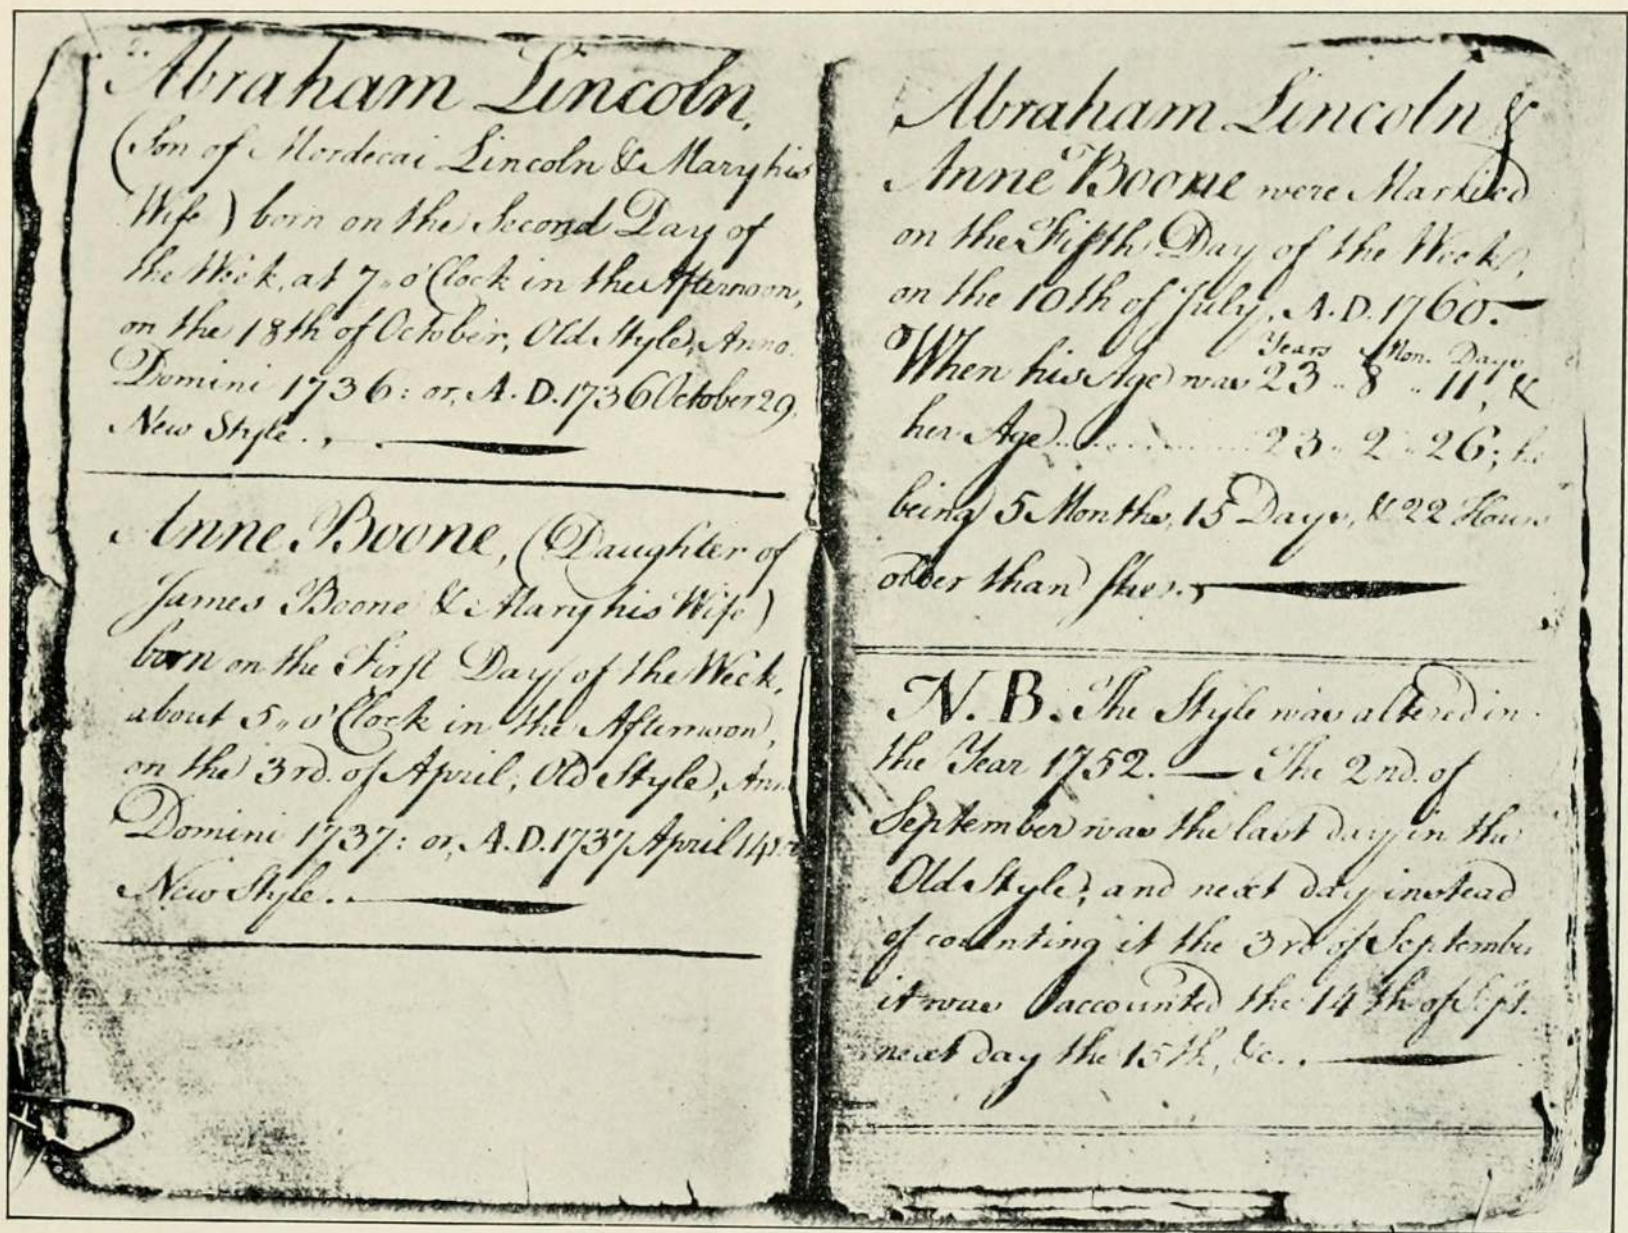 Abraham Lincoln,
(Son of Mordecai Lincoln & Mary his
Wife) born on the Second Day of
the Week, at 7 o'Clock in the Afternoon,
on the 18th of October, Old Style, Anno
Domini 1736: or, A.D. 1736 October 29,
New Style.
Anne Boone, (Daughter of
James Boone & Mary his Wife)
born on the First Day of the Week,
about 5 o'Clock in the Afternoon,
on the 3rd. of April, Old Style,
Domini 1737: or, A.D. 1737 April 14
New Style.
Abraham Lincoln &
Anne Boone were Married
on the Fifth Day of the Week,
on the 10th of July, A.D. 1760.
Years Mon. Days
When his Age was 23 .. 8 .. 11, &
her Age .......... 23 .. 2 .. 26; he
being 5 Months, 15 Days, & 22 Hours
older than she.
N.B. The Style was altered in
the Year 1752. — The 2nd. of
September was the last day in the
Old Style; and next day instead
of counting it the 3rd of September
it was accounted the 14th of Sept.
next day the 15th, &c.